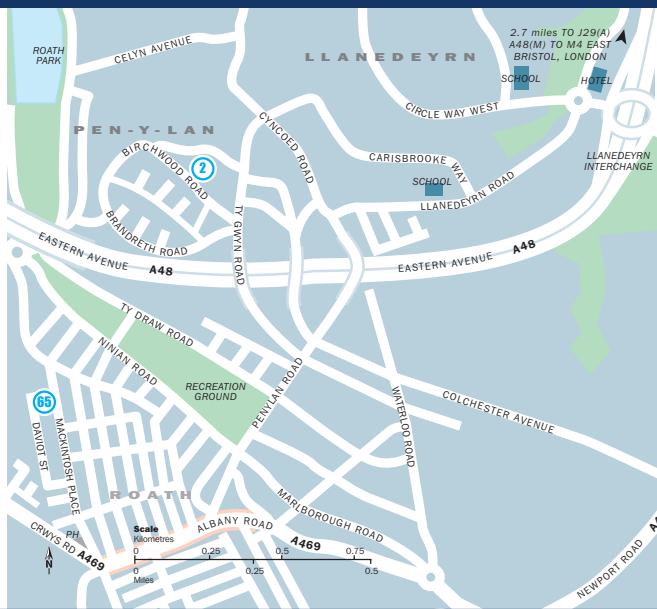 ROATH
PARK
CELYN AVENUE
LLANEDEYRN
2.7 miles TO J29(A)
A48(M) TO M4 EAST
BRISTOL, LONDON
SCHOOL
HOTEL
CIRCLE WAY WEST
PEN-Y-LAN
CYNCOED ROAD
BIRCHWOOD ROAD
2
CARISBROOKE WAY
SCHOOL
LLANEDEYRN ROAD
LLANEDEYRN
INTERCHANGE
BRANDRETH ROAD
TY GWYN ROAD
EASTERN AVENUE
A48
EASTERN AVENUE
A48
TY DRAW ROAD
NINIAN ROAD
RECREATION
GROUND
PENYLAN ROAD
WATERLOO ROAD
COLCHESTER AVENUE
65
DAVIOT ST
MACKINTOSH PLACE
ROATH
MARLBOROUGH ROAD
ALBANY ROAD
A469
CRWYS RD
A469
PH
N
Scale
Kilometres
0 0.25 0.5 0.75
0 0.25 0.5
Miles
NEWPORT ROAD